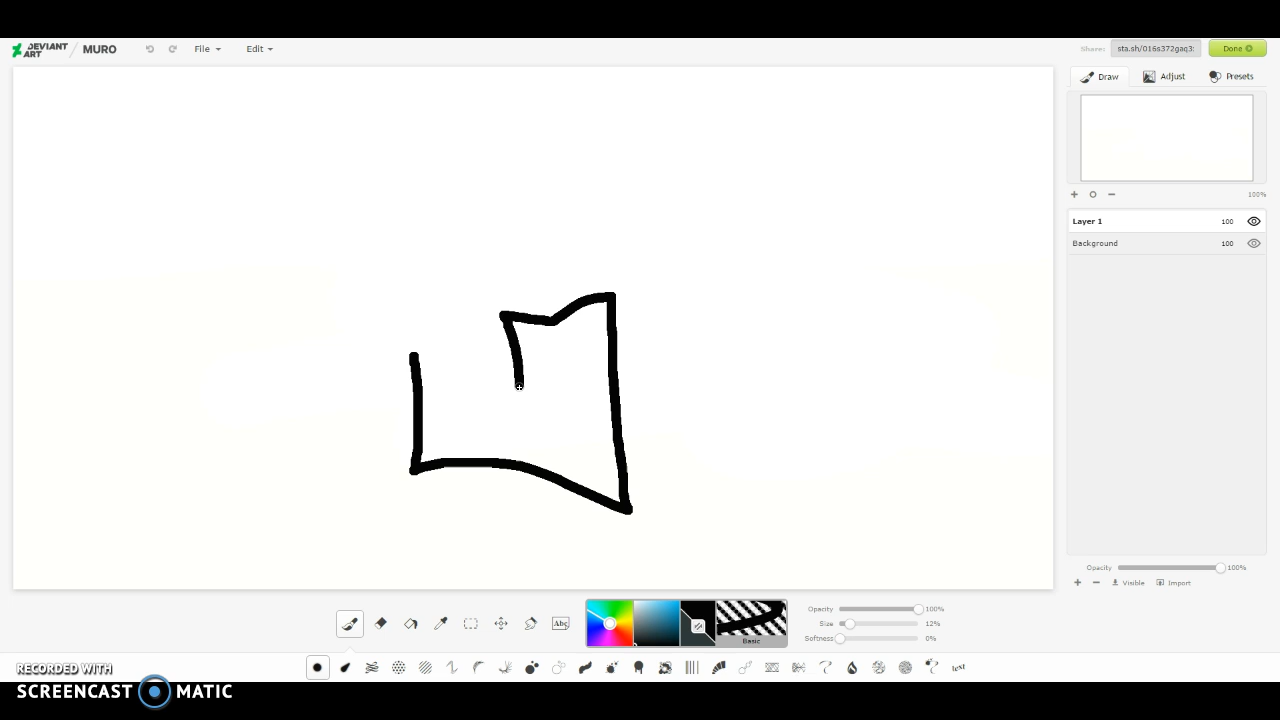 DEVIANT ART / MURO File Edit Share: sta.sh/016s372gaq3 Done
Draw Adjust Presets
100%
Layer 1 100
Background 100
Opacity 100%
Visible Import
Abc
Basic
Opacity 100%
Size 12%
Softness 0%
text
RECORDED WITH
SCREENCAST MATIC